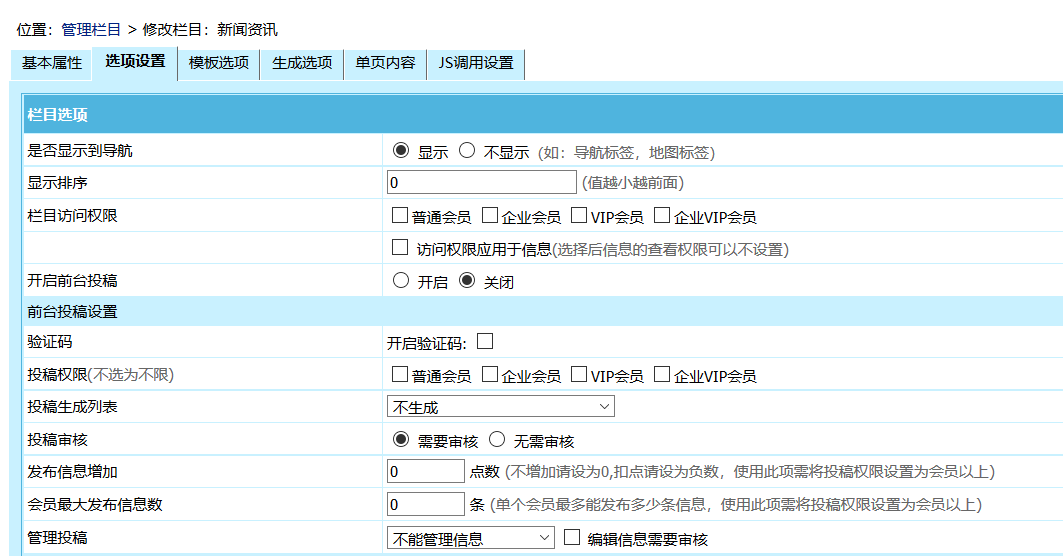 位置：管理栏目 > 修改栏目：新闻资讯
基本属性 选项设置 模板选项 生成选项 单页内容 JS调用设置
栏目选项
是否显示到导航 显示 不显示 (如：导航标签，地图标签)
显示排序 0 (值越小越前面)
栏目访问权限 普通会员 企业会员 VIP会员 企业VIP会员
访问权限应用于信息(选择后信息的查看权限可以不设置)
开启前台投稿 开启 关闭
前台投稿设置
验证码 开启验证码:
投稿权限(不选为不限) 普通会员 企业会员 VIP会员 企业VIP会员
投稿生成列表 不生成
投稿审核 需要审核 无需审核
发布信息增加 0 点数 (不增加请设为0,扣点请设为负数，使用此项需将投稿权限设置为会员以上)
会员最大发布信息数 0 条 (单个会员最多能发布多少条信息，使用此项需将投稿权限设置为会员以上)
管理投稿 不能管理信息 编辑信息需要审核